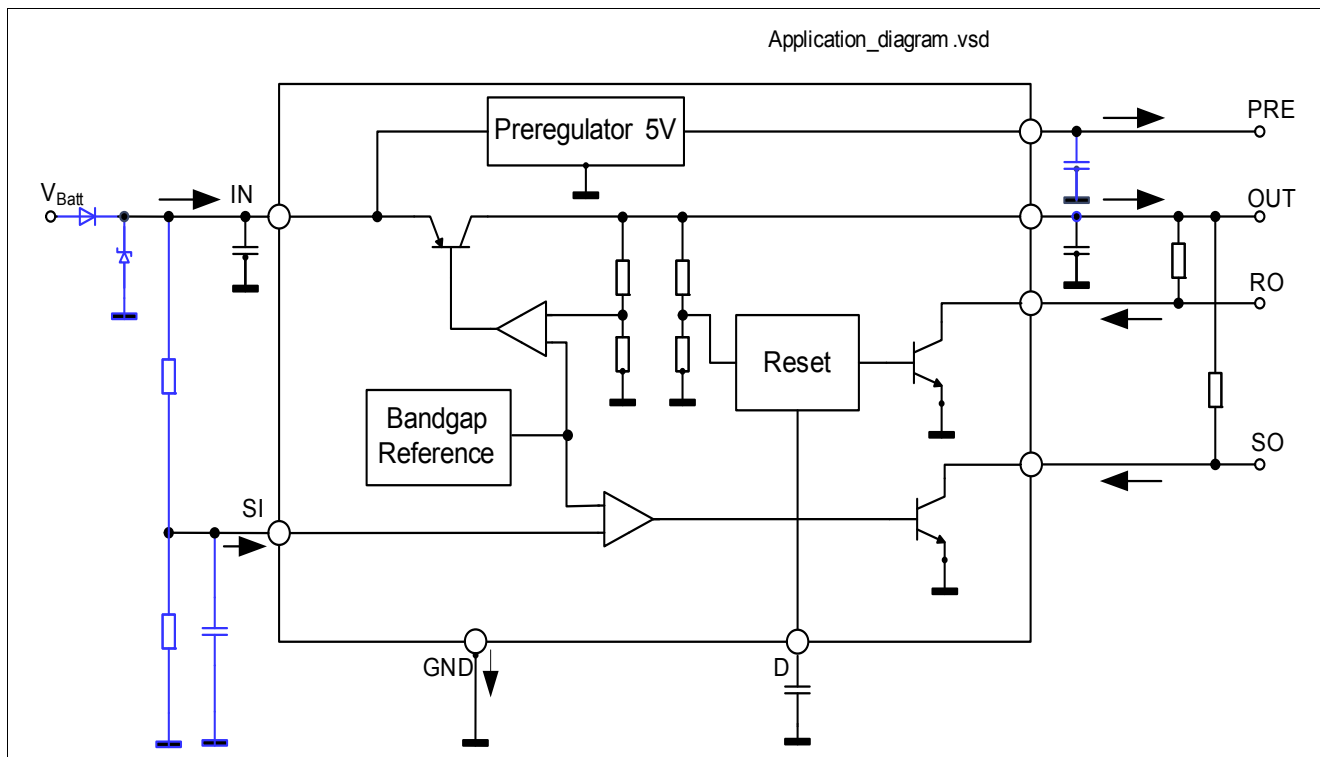 Application_diagram.vsd
PRE
Preregulator 5V
VBatt
IN
OUT
RO
Reset
Bandgap
Reference
SO
SI
GND
D